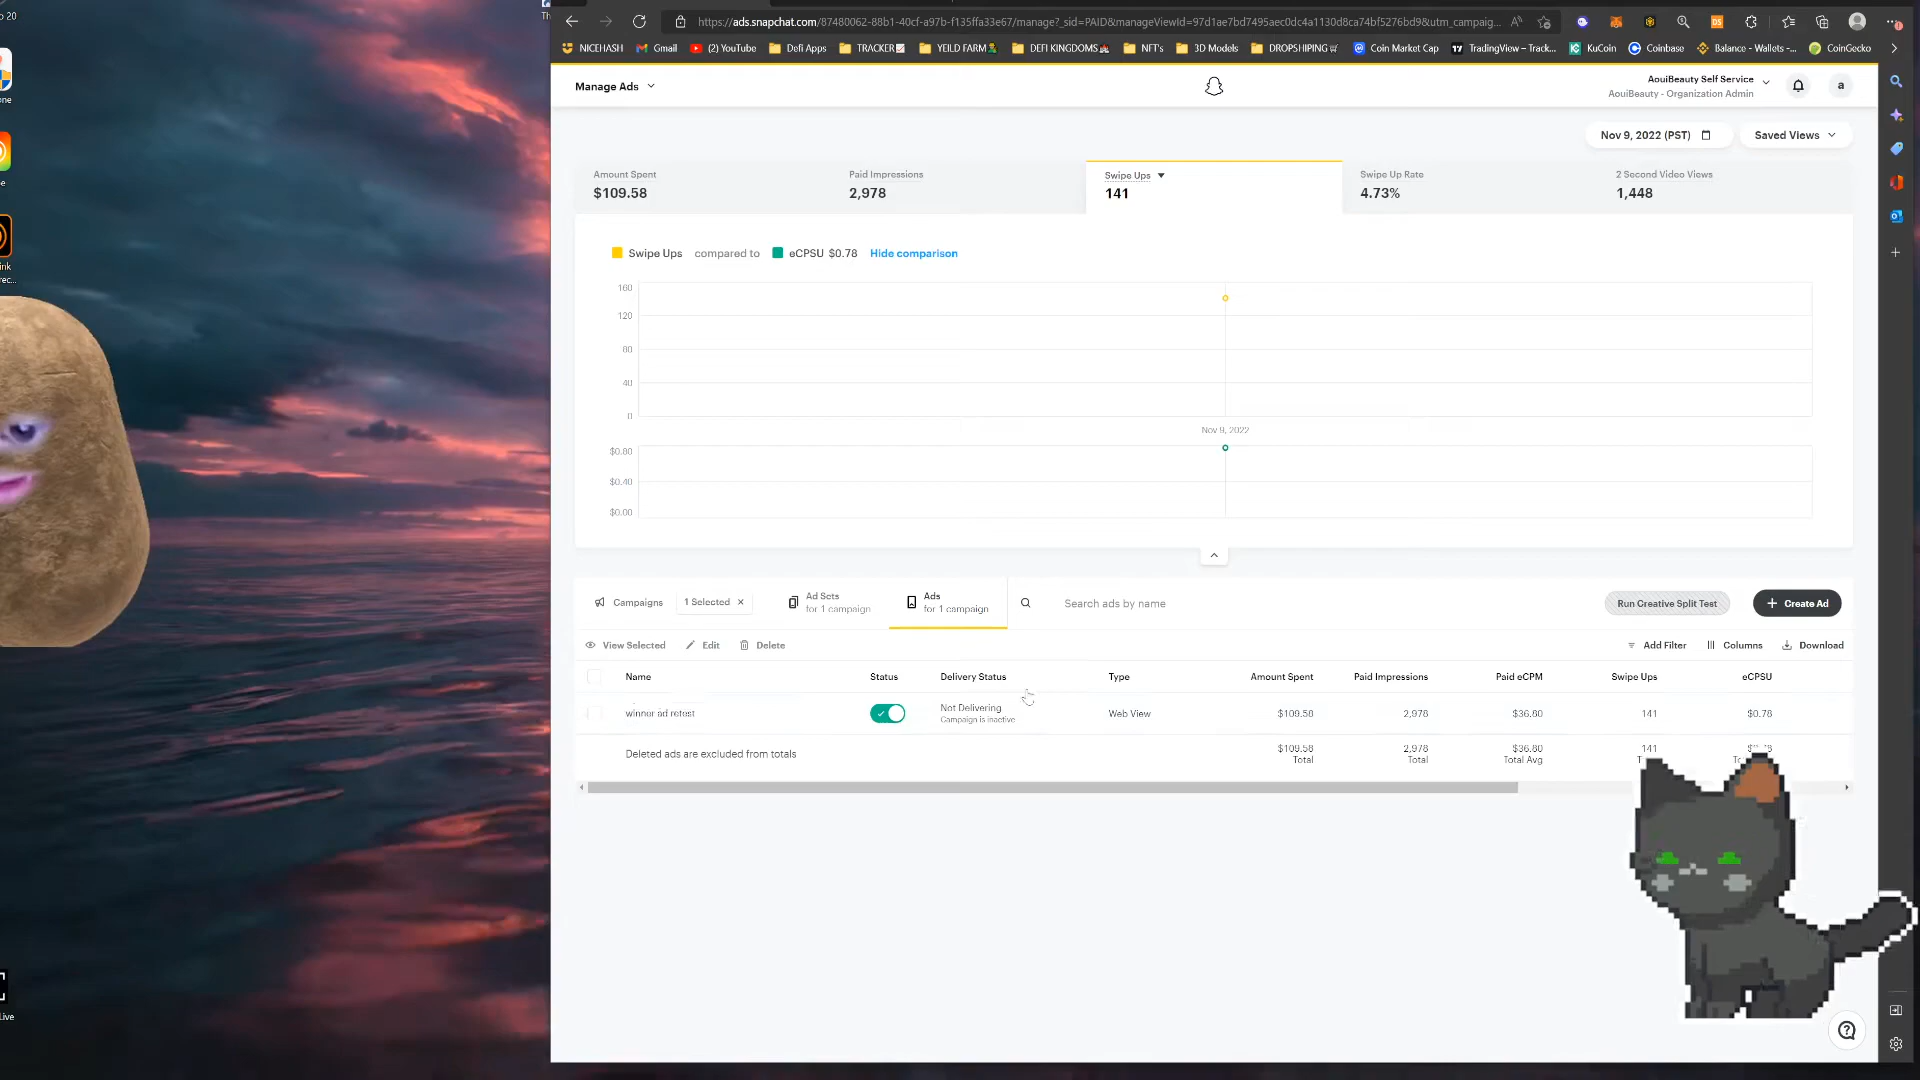 20
one
e
ink
rec...
Live
Th
https://ads.snapchat.com/87480062-88b1-40cf-a97b-f135ffa33e67/manage?_sid=PAID&manageViewId=97d1ae7bd7495aec0dc4a1130d8ca74bf5276bd9&utm_campaig...
NICEHASH Gmail (2) YouTube Defi Apps TRACKER YEILD FARM DEFI KINGDOMS NFT's 3D Models DROPSHIPING Coin Market Cap TradingView – Track... KuCoin Coinbase Balance - Wallets -... CoinGecko
Manage Ads
AouiBeauty Self Service
AouiBeauty - Organization Admin
a
Nov 9, 2022 (PST)
Saved Views
Amount Spent
$109.58
Paid Impressions
2,978
Swipe Ups
141
Swipe Up Rate
4.73%
2 Second Video Views
1,448
Swipe Ups compared to eCPSU $0.78 Hide comparison
160
120
80
40
0
Nov 9, 2022
$0.80
$0.40
$0.00
Campaigns 1 Selected
Ad Sets
for 1 campaign
Ads
for 1 campaign
Search ads by name
Run Creative Split Test
Create Ad
View Selected Edit Delete Add Filter Columns Download
Name Status Delivery Status Type Amount Spent Paid Impressions Paid eCPM Swipe Ups eCPSU
winner ad retest Not Delivering Web View $109.58 2,978 $36.80 141 $0.78
Campaign is inactive
Deleted ads are excluded from totals
$109.58 2,978 $36.80 141
Total Total Total Avg